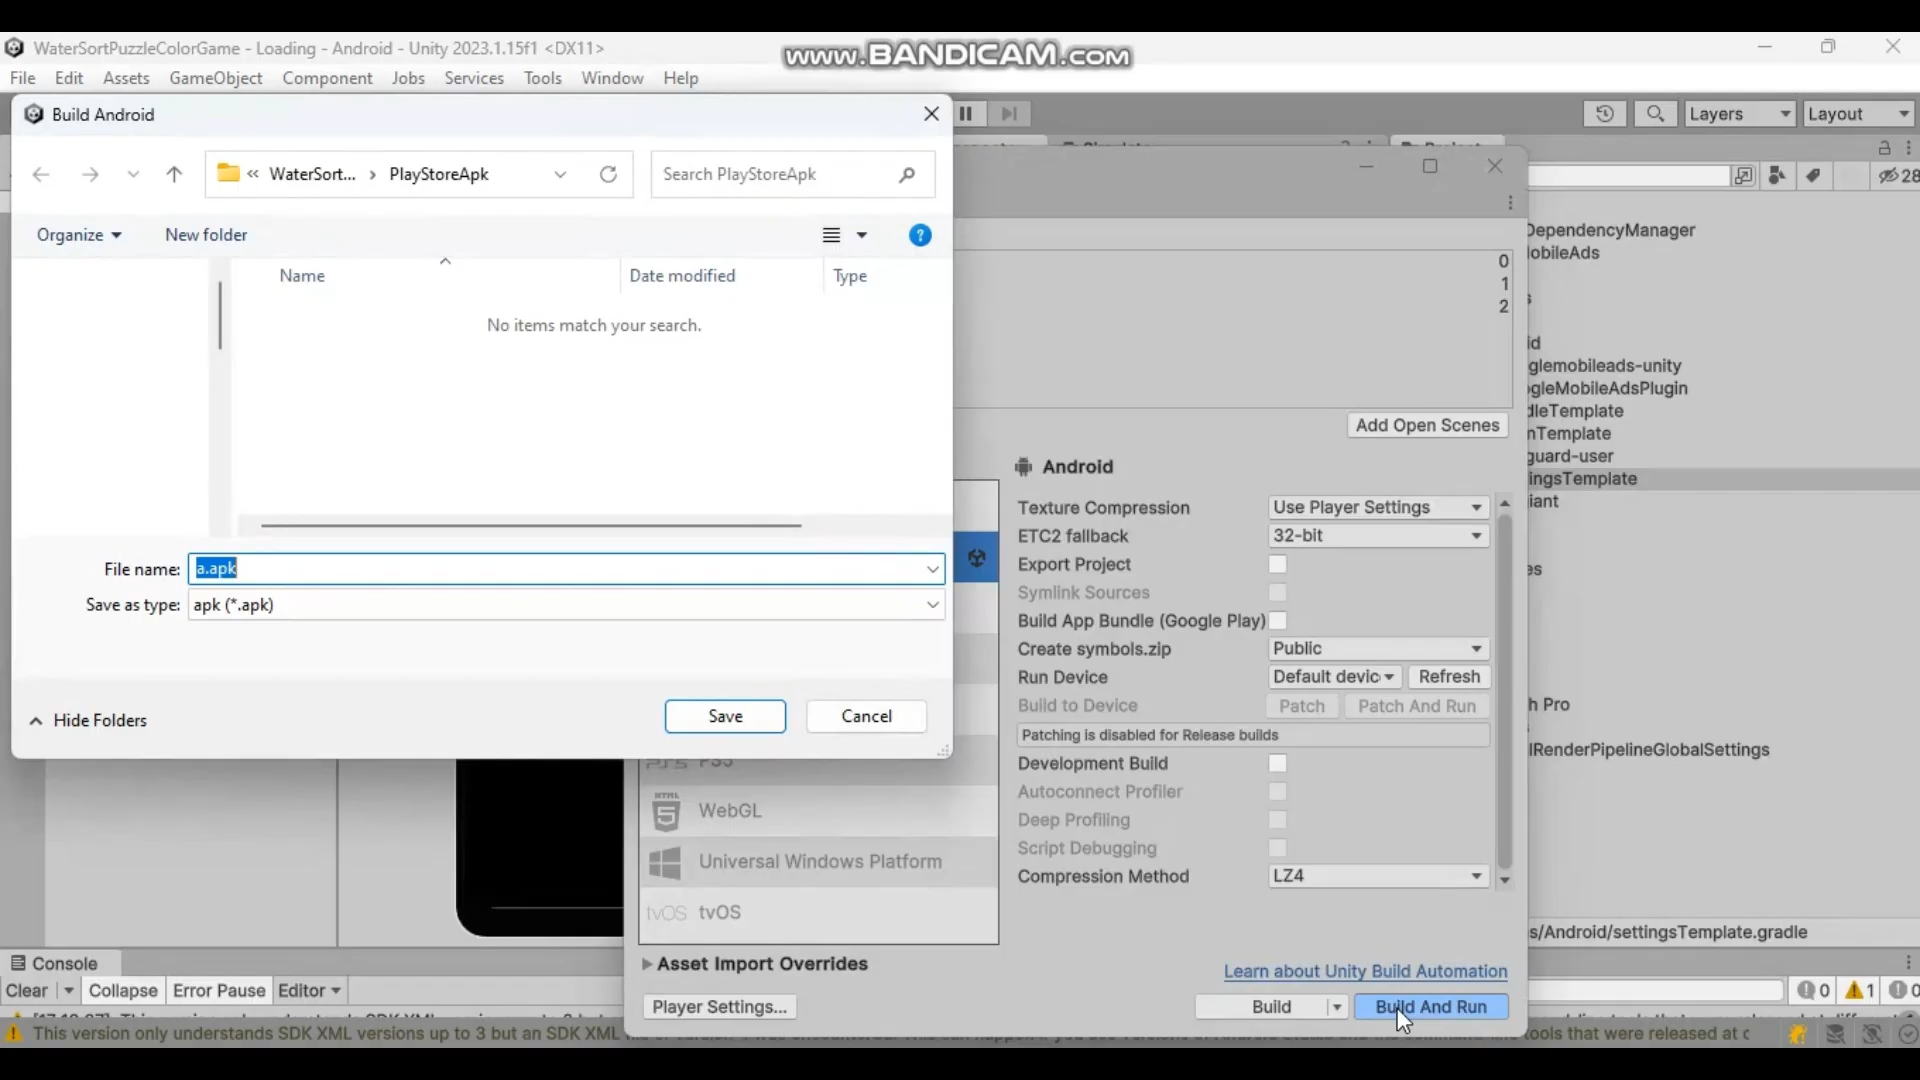 WaterSortPuzzleColorGame - Loading - Android - Unity 2023.1.15f1 <DX11>
www.BANDICAM.com
File Edit Assets GameObject Component Jobs Services Tools Window Help
Build Android
Layers
Layout
WaterSort... › PlayStoreApk
Search PlayStoreApk
28
Organize
New folder
Name
Date modified
Type
No items match your search.
DependencyManager
lobileAds
0
1
2
glemobileads-unity
gleMobileAdsPlugin
dleTemplate
nTemplate
guard-user
ingsTemplate
iant
Add Open Scenes
Android
Texture Compression
Use Player Settings
ETC2 fallback
32-bit
Export Project
Symlink Sources
Build App Bundle (Google Play)
Create symbols.zip
Public
Run Device
Default devic
Refresh
Build to Device
Patch
Patch And Run
Patching is disabled for Release builds
Development Build
Autoconnect Profiler
Deep Profiling
Script Debugging
Compression Method
LZ4
File name:
a.apk
Save as type:
apk (*.apk)
Hide Folders
Save
Cancel
h Pro
lRenderPipelineGlobalSettings
PS5
HTML
5
WebGL
Universal Windows Platform
tvOS tvOS
s/Android/settingsTemplate.gradle
Asset Import Overrides
Learn about Unity Build Automation
Player Settings...
Build
Build And Run
Console
Clear
Collapse
Error Pause
Editor
0
1
0
This version only understands SDK XML versions up to 3 but an SDK XML
tools that were released at